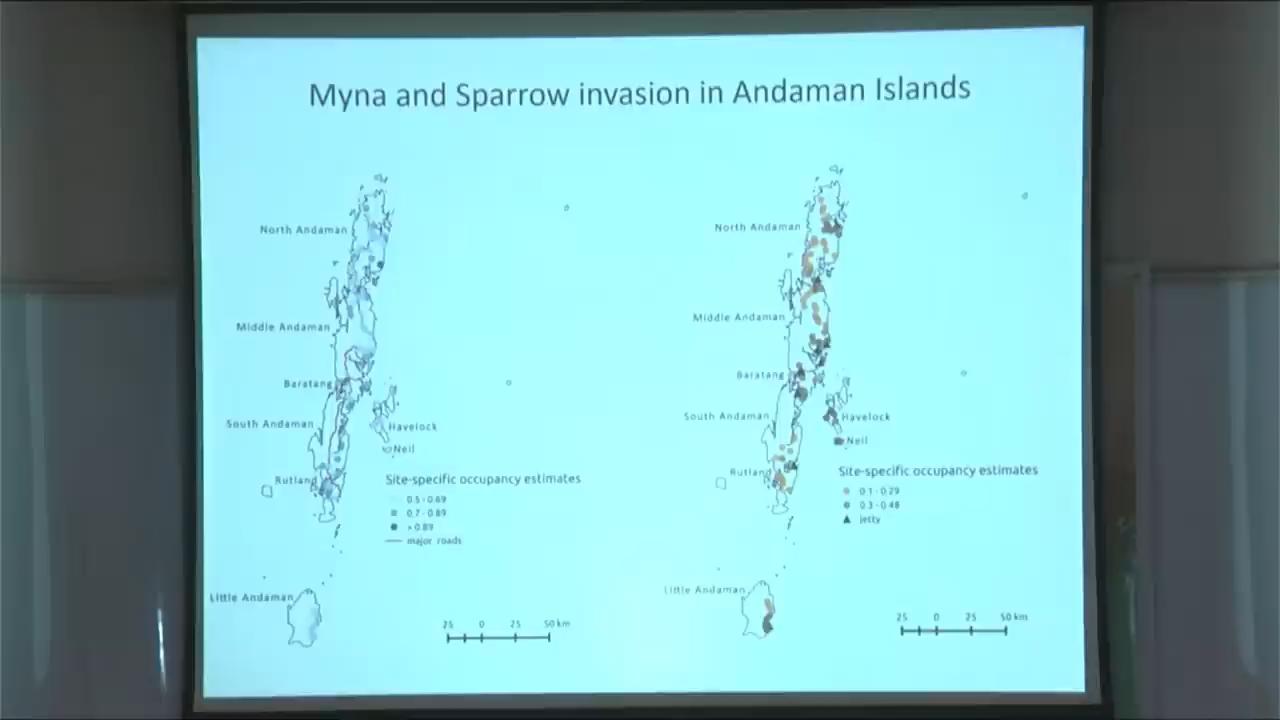 Myna and Sparrow invasion in Andaman Islands
North Andaman
Middle Andaman
Baratang
South Andaman
Havelock
Neil
Rutland
Site-specific occupancy estimates
0.5 - 0.69
0.7 - 0.89
> 0.89
major roads
Little Andaman
25 0 25 50 km
North Andaman
Middle Andaman
Baratang
South Andaman
Havelock
Neil
Rutland
Site-specific occupancy estimates
0.1 - 0.29
0.3 - 0.48
Jetty
Little Andaman
25 0 25 50 km